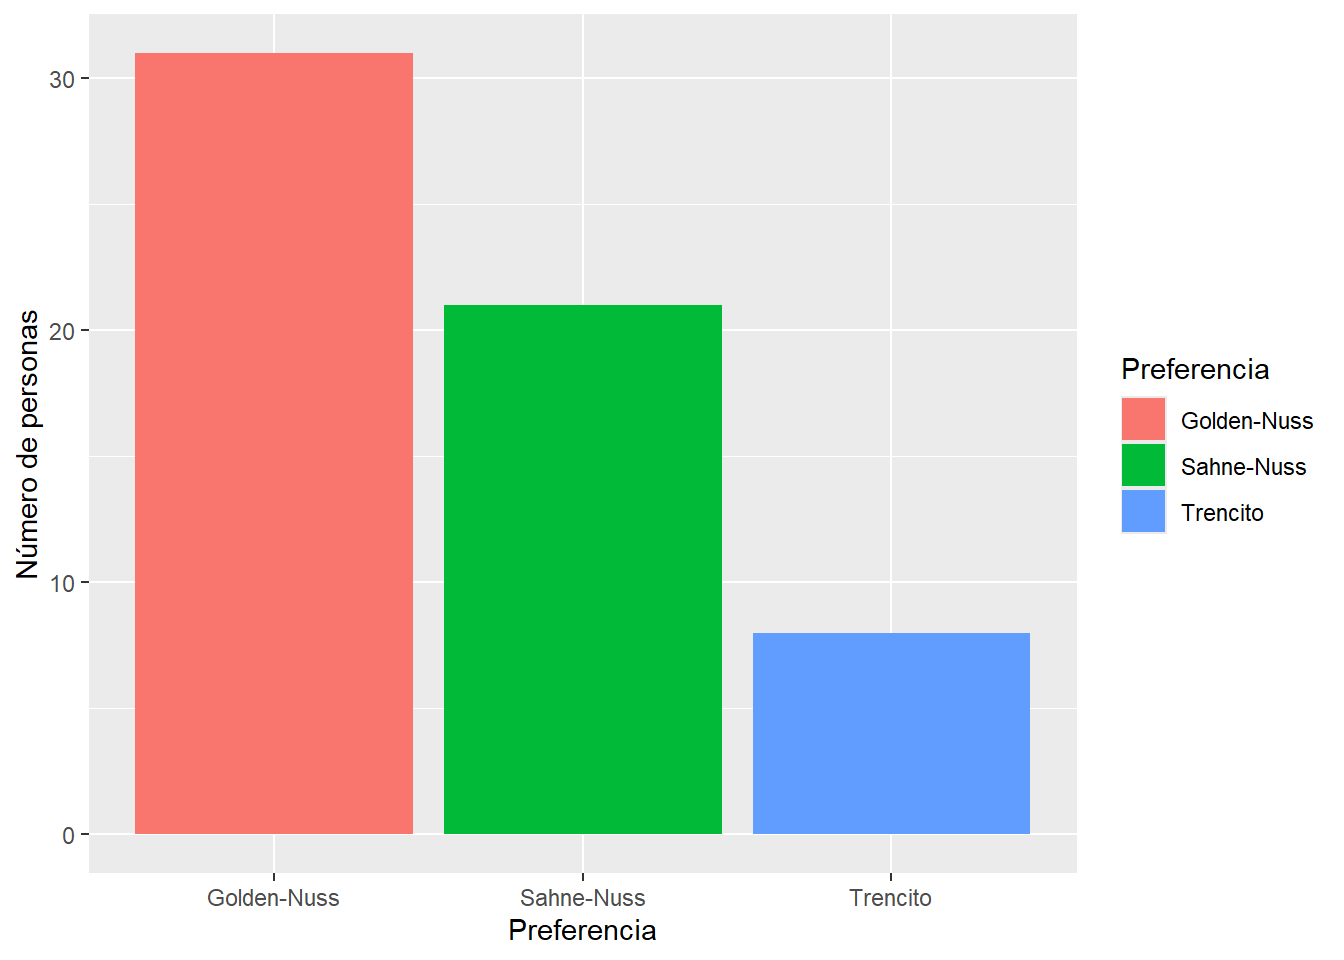 30
20
10
0
Número de personas
Golden-Nuss
Sahne-Nuss
Trencito
Preferencia
Preferencia
Golden-Nuss
Sahne-Nuss
Trencito